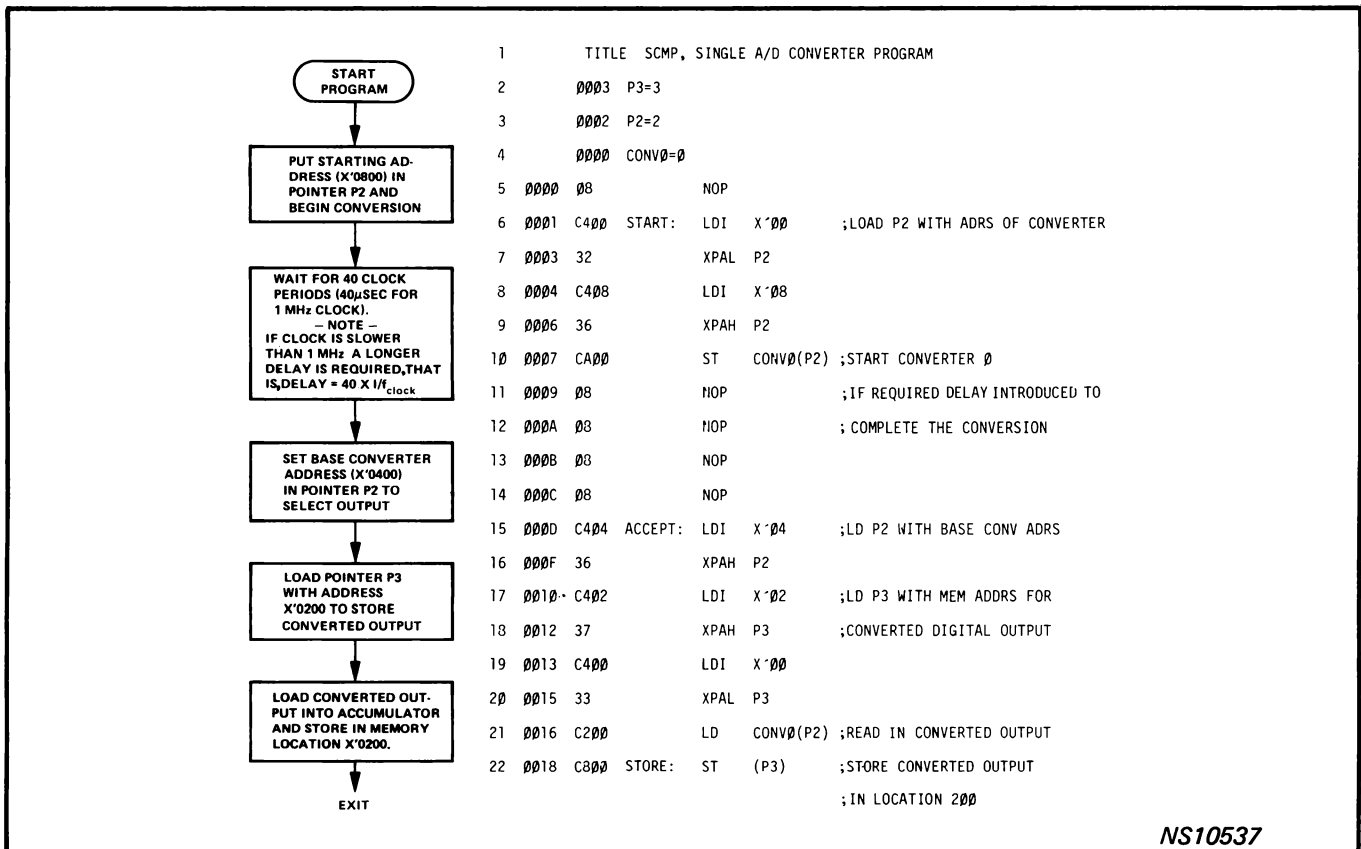 START
PROGRAM
PUT STARTING AD-
DRESS (X'0800) IN
POINTER P2 AND
BEGIN CONVERSION
WAIT FOR 40 CLOCK
PERIODS (40μSEC FOR
1 MHz CLOCK).
— NOTE —
IF CLOCK IS SLOWER
THAN 1 MHz A LONGER
DELAY IS REQUIRED,THAT
IS,DELAY = 40 X I/fclock
SET BASE CONVERTER
ADDRESS (X'0400)
IN POINTER P2 TO
SELECT OUTPUT
LOAD POINTER P3
WITH ADDRESS
X'0200 TO STORE
CONVERTED OUTPUT
LOAD CONVERTED OUT-
PUT INTO ACCUMULATOR
AND STORE IN MEMORY
LOCATION X'0200.
EXIT
1 TITLE SCMP, SINGLE A/D CONVERTER PROGRAM
2 0003 P3=3
3 0002 P2=2
4 0000 CONV0=0
5 0000 08 NOP
6 0001 C400 START: LDI X'00 ;LOAD P2 WITH ADRS OF CONVERTER
7 0003 32 XPAL P2
8 0004 C408 LDI X'08
9 0006 36 XPAH P2
10 0007 CA00 ST CONV0(P2) ;START CONVERTER 0
11 0009 08 NOP ;IF REQUIRED DELAY INTRODUCED TO
12 000A 08 NOP ; COMPLETE THE CONVERSION
13 000B 08 NOP
14 000C 08 NOP
15 000D C404 ACCEPT: LDI X'04 ;LD P2 WITH BASE CONV ADRS
16 000F 36 XPAH P2
17 0010 C402 LDI X'02 ;LD P3 WITH MEM ADDRS FOR
18 0012 37 XPAH P3 ;CONVERTED DIGITAL OUTPUT
19 0013 C400 LDI X'00
20 0015 33 XPAL P3
21 0016 C200 LD CONV0(P2) ;READ IN CONVERTED OUTPUT
22 0018 C800 STORE: ST (P3) ;STORE CONVERTED OUTPUT
;IN LOCATION 200
NS10537